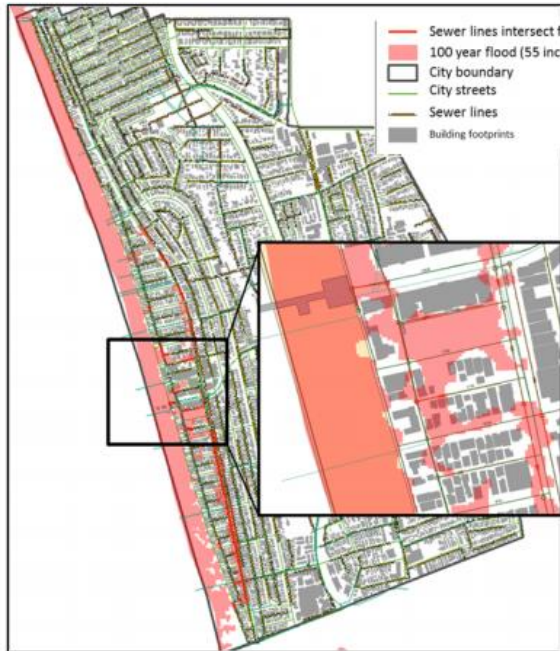 Sewer lines intersect f
100 year flood (55 inc
City boundary
City streets
Sewer lines
Building footprints